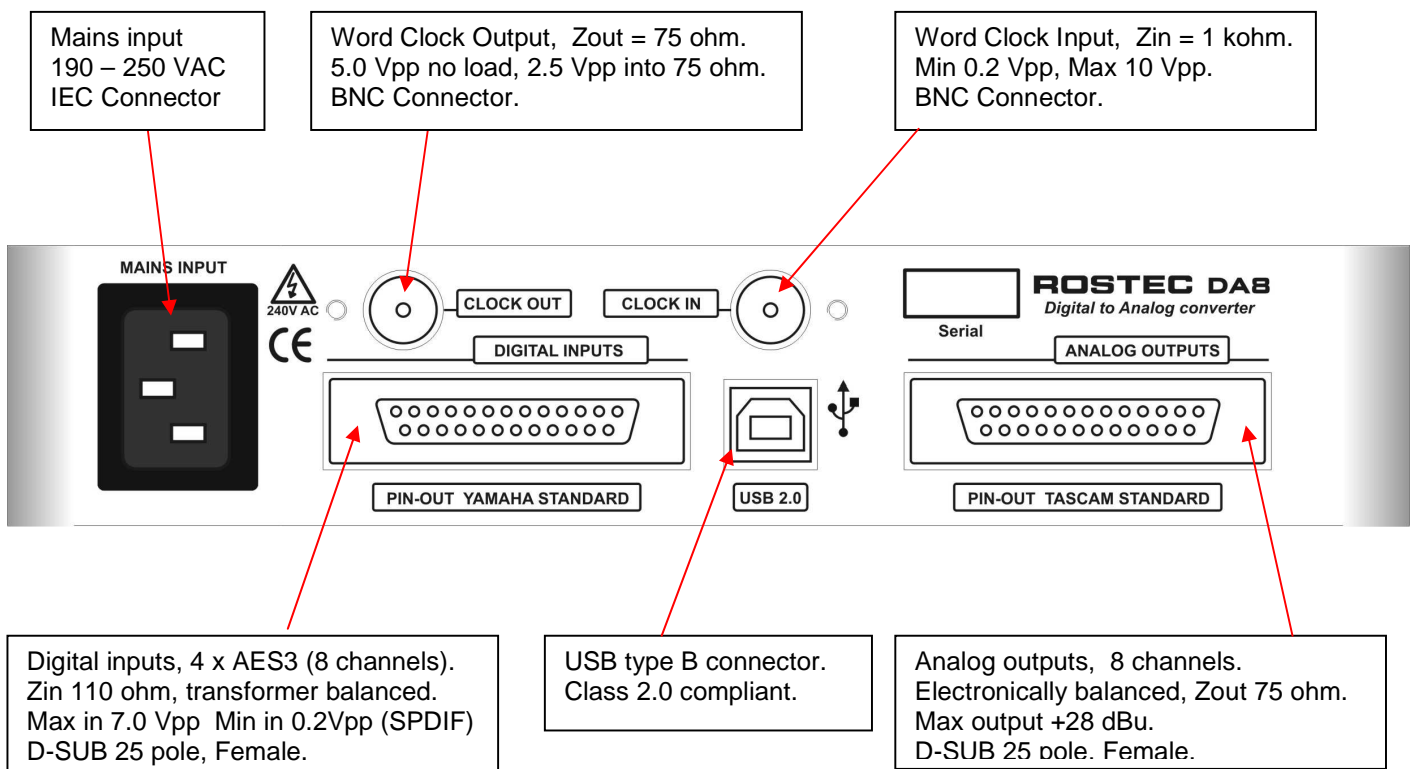 Mains input
190 – 250 VAC
IEC Connector
Word Clock Output, Zout = 75 ohm.
5.0 Vpp no load, 2.5 Vpp into 75 ohm.
BNC Connector.
Word Clock Input, Zin = 1 kohm.
Min 0.2 Vpp, Max 10 Vpp.
BNC Connector.
MAINS INPUT
240V AC
CE
CLOCK OUT
CLOCK IN
Serial
ROSTEC DA8
Digital to Analog converter
DIGITAL INPUTS
ANALOG OUTPUTS
PIN-OUT YAMAHA STANDARD
USB 2.0
PIN-OUT TASCAM STANDARD
Digital inputs, 4 x AES3 (8 channels).
Zin 110 ohm, transformer balanced.
Max in 7.0 Vpp Min in 0.2Vpp (SPDIF)
D-SUB 25 pole, Female.
USB type B connector.
Class 2.0 compliant.
Analog outputs, 8 channels.
Electronically balanced, Zout 75 ohm.
Max output +28 dBu.
D-SUB 25 pole, Female.